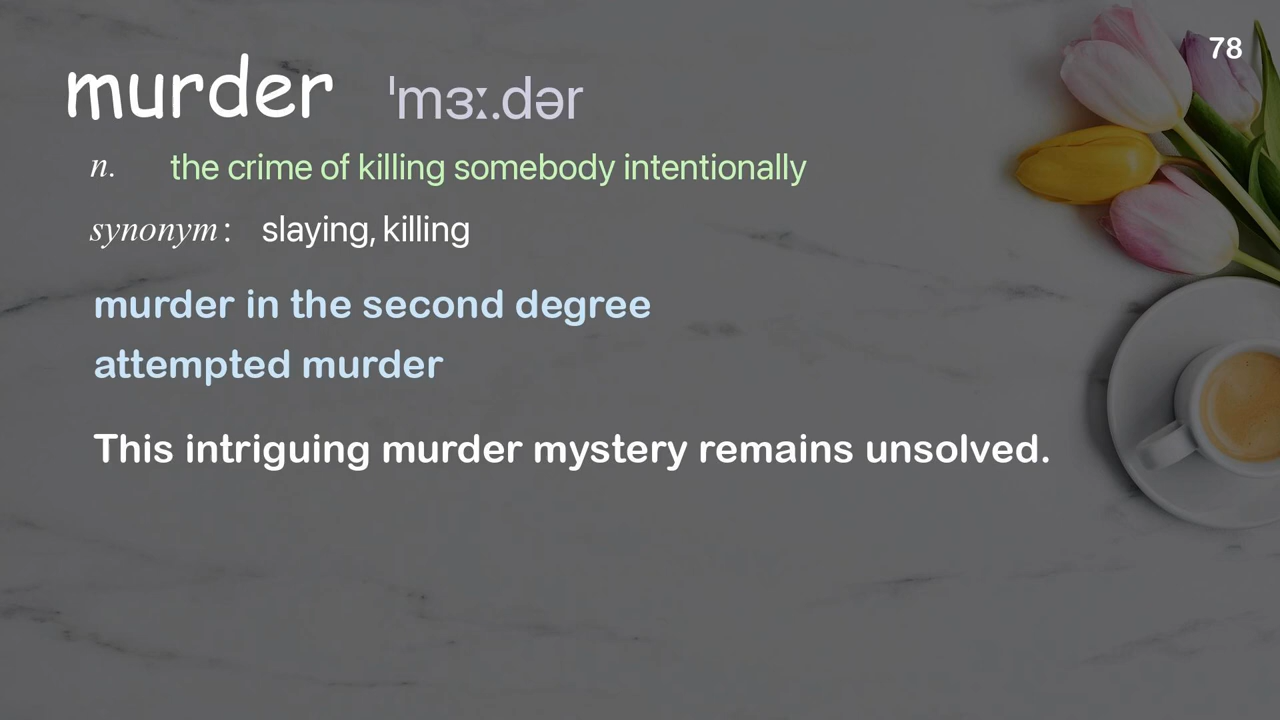 78
murder ˈmɜː.dər
n. the crime of killing somebody intentionally
synonym: slaying, killing
murder in the second degree
attempted murder
This intriguing murder mystery remains unsolved.